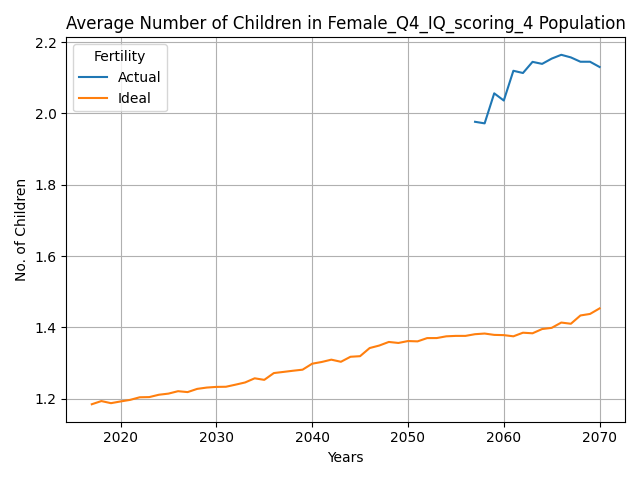 Average Number of Children in Female_Q4_IQ_scoring_4 Population
Fertility
Actual
Ideal
No. of Children
2.2
2.0
1.8
1.6
1.4
1.2
2020 2030 2040 2050 2060 2070
Years